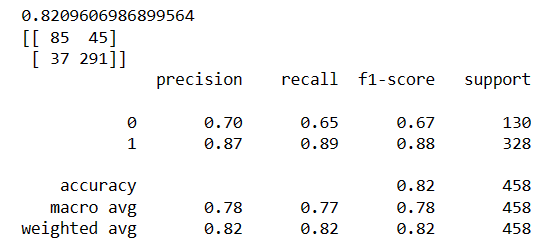 0.8209606986899564
[[ 85  45]
 [ 37 291]]
              precision    recall  f1-score   support

           0       0.70      0.65      0.67       130
           1       0.87      0.89      0.88       328

    accuracy                           0.82       458
   macro avg       0.78      0.77      0.78       458
weighted avg       0.82      0.82      0.82       458